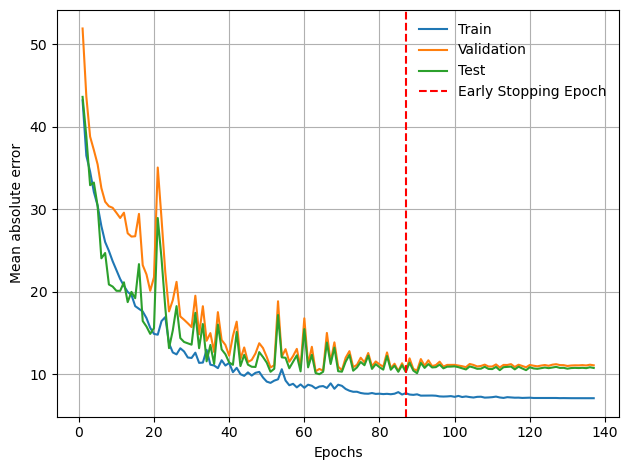 50
40
30
20
10
0
20
40
60
80
100
120
140
Mean absolute error
Epochs
Train
Validation
Test
Early Stopping Epoch